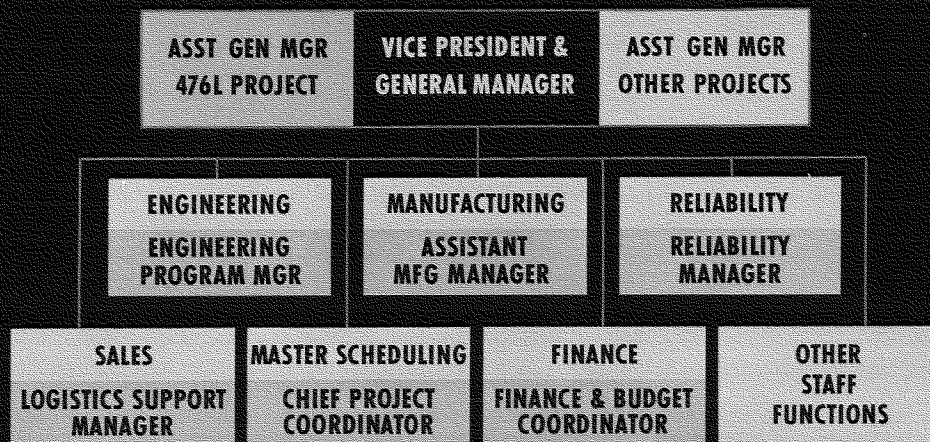 ASST GEN MGR
476L PROJECT
VICE PRESIDENT &
GENERAL MANAGER
ASST GEN MGR
OTHER PROJECTS
ENGINEERING
ENGINEERING
PROGRAM MGR
MANUFACTURING
ASSISTANT
MFG MANAGER
RELIABILITY
RELIABILITY
MANAGER
SALES
LOGISTICS SUPPORT
MANAGER
MASTER SCHEDULING
CHIEF PROJECT
COORDINATOR
FINANCE
FINANCE & BUDGET
COORDINATOR
OTHER
STAFF
FUNCTIONS